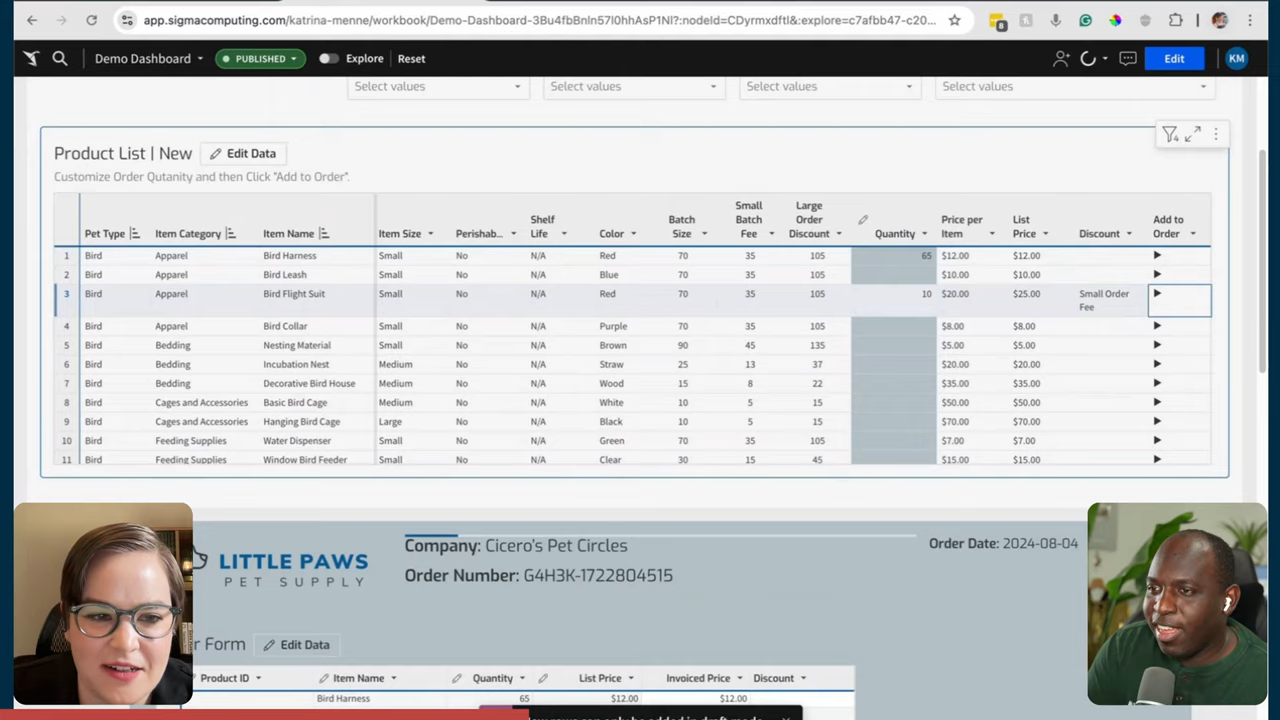 app.sigmacomputing.com/katrina-menne/workbook/Demo-Dashboard-3Bu4fbBnIn57l0hhAsP1NI?:nodeId=CDyrmxdftl&:explore=c7afbb47-c20...
8
Demo Dashboard PUBLISHED Explore Reset Edit KM
Select values Select values Select values Select values
Product List | New Edit Data
4
Customize Order Qutanity and then Click "Add to Order".
Pet Type Item Category Item Name Item Size Perishab... Shelf Life Color Batch Size Small Batch Fee Large Order Discount Quantity Price per Item List Price Discount Add to Order
1 Bird Apparel Bird Harness Small No N/A Red 70 35 105 65 $12.00 $12.00
2 Bird Apparel Bird Leash Small No N/A Blue 70 35 105 $10.00 $10.00
3 Bird Apparel Bird Flight Suit Small No N/A Red 70 35 105 10 $20.00 $25.00 Small Order Fee
4 Bird Apparel Bird Collar Small No N/A Purple 70 35 105 $8.00 $8.00
5 Bird Bedding Nesting Material Small No N/A Brown 90 45 135 $5.00 $5.00
6 Bird Bedding Incubation Nest Medium No N/A Straw 25 13 37 $20.00 $20.00
7 Bird Bedding Decorative Bird House Medium No N/A Wood 15 8 22 $35.00 $35.00
8 Bird Cages and Accessories Basic Bird Cage Medium No N/A White 10 5 15 $50.00 $50.00
9 Bird Cages and Accessories Hanging Bird Cage Large No N/A Black 10 5 15 $70.00 $70.00
10 Bird Feeding Supplies Water Dispenser Small No N/A Green 70 35 105 $7.00 $7.00
11 Bird Feeding Supplies Window Bird Feeder Small No N/A Clear 30 15 45 $15.00 $15.00
LITTLE PAWS
PET SUPPLY
Company: Cicero's Pet Circles
Order Number: G4H3K-1722804515
Order Date: 2024-08-04
Form Edit Data
Product ID Item Name Quantity List Price Invoiced Price Discount
Bird Harness 65 $12.00 $12.00
rows can only be added in draft mode